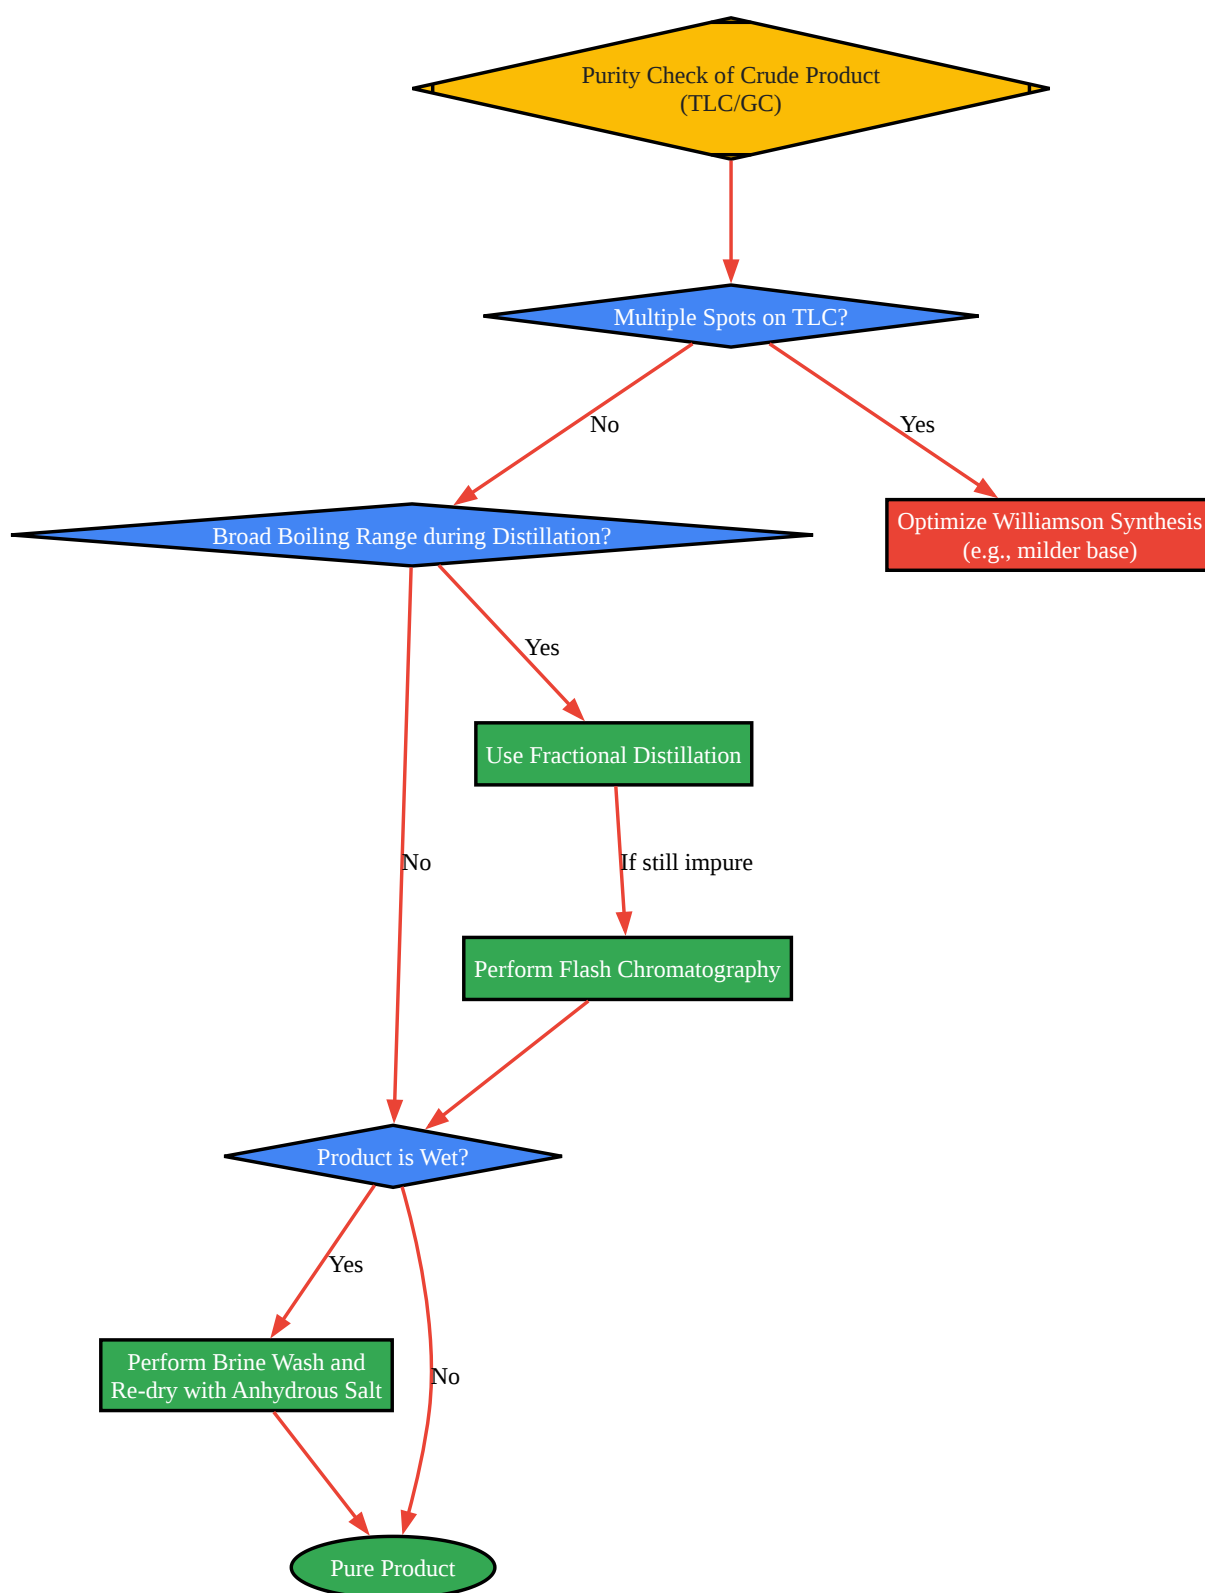 Purity Check of Crude Product
(TLC/GC)
Multiple Spots on TLC?
No
Yes
Optimize Williamson Synthesis
(e.g., milder base)
Broad Boiling Range during Distillation?
Yes
Use Fractional Distillation
No
If still impure
Perform Flash Chromatography
Product is Wet?
Yes
Perform Brine Wash and
Re-dry with Anhydrous Salt
No
Pure Product